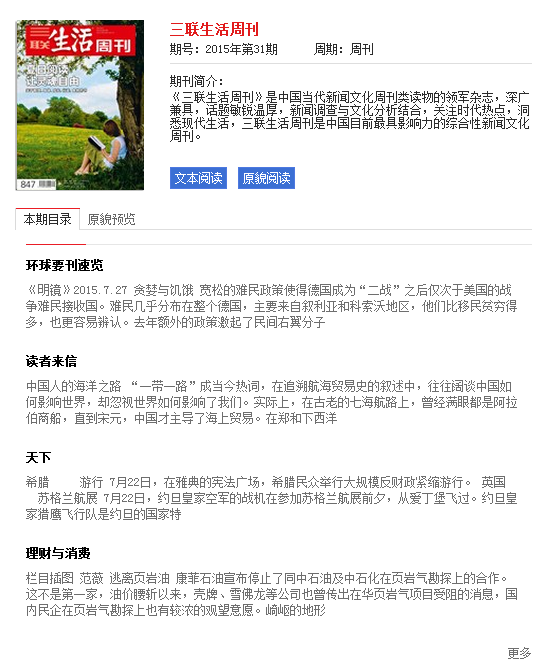 三联生活周刊
期号：2015年第31期 周期：周刊
期刊简介：
《三联生活周刊》是中国当代新闻文化周刊类读物的领军杂志，深广
兼具，话题敏锐温厚，新闻调查与文化分析结合，关注时代热点，洞
悉现代生活，三联生活周刊是中国目前最具影响力的综合性新闻文化
周刊。
三联 生活周刊
847
文本阅读 原貌阅读
本期目录 原貌预览
环球要刊速览
《明镜》2015.7.27 贪婪与饥饿 宽松的难民政策使得德国成为“二战”之后仅次于美国的战
争难民接收国。难民几乎分布在整个德国，主要来自叙利亚和科索沃地区，他们比移民贫穷得
多，也更容易辨认。去年额外的政策激起了民间右翼分子
读者来信
中国人的海洋之路 “一带一路”成当今热词，在追溯航海贸易史的叙述中，往往阔谈中国如
何影响世界，却忽视世界如何影响了我们。实际上，在古老的七海航路上，曾经满眼都是阿拉
伯商船，直到宋元，中国才主导了海上贸易。在郑和下西洋
天下
希腊 游行 7月22日，在雅典的宪法广场，希腊民众举行大规模反财政紧缩游行。 英国
苏格兰航展 7月22日，约旦皇家空军的战机在参加苏格兰航展前夕，从爱丁堡飞过。约旦皇
家猎鹰飞行队是约旦的国家特
理财与消费
栏目插图 范薇 逃离页岩油 康菲石油宣布停止了同中石油及中石化在页岩气勘探上的合作。
这不是第一家，油价腰斩以来，壳牌、雪佛龙等公司也曾传出在华页岩气项目受阻的消息，国
内民企在页岩气勘探上也有较浓的观望意愿。崎岖的地形
更多